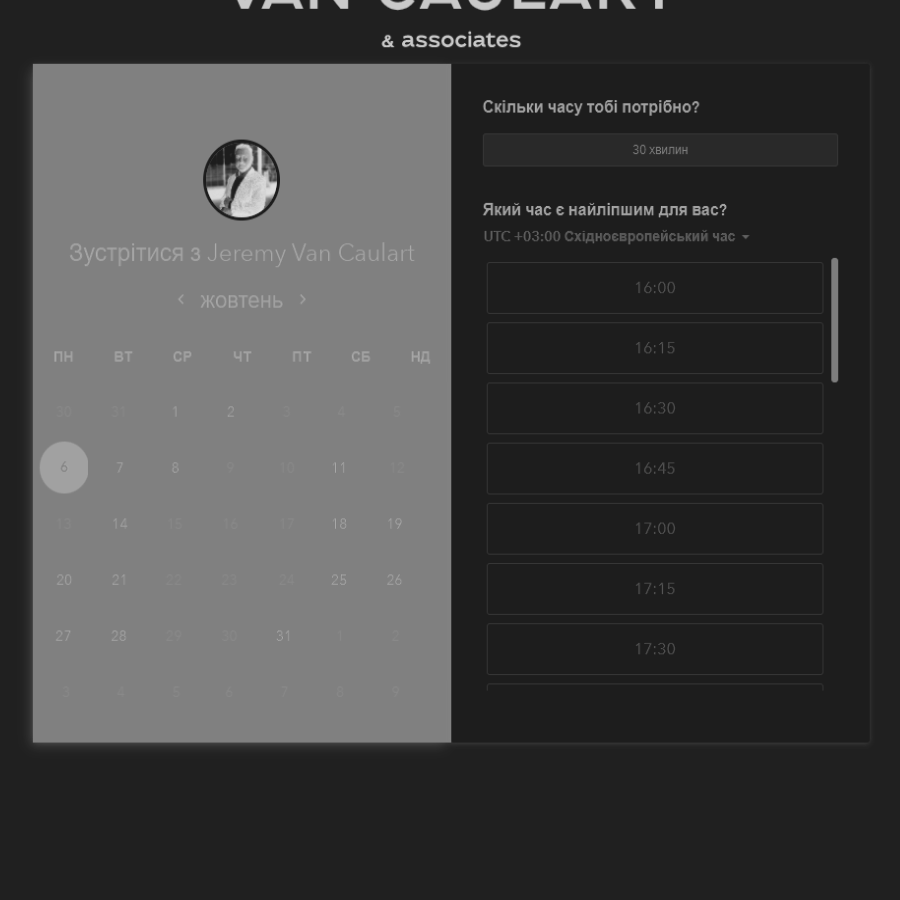 VAN CAULART
& associates
Зустрітися з Jeremy Van Caulart
жовтень
ПН ВТ СР ЧТ ПТ СБ НД
30 31 1 2 3 4 5
6 7 8 9 10 11 12
13 14 15 16 17 18 19
20 21 22 23 24 25 26
27 28 29 30 31 1 2
3 4 5 6 7 8 9
Скільки часу тобі потрібно?
30 хвилин
Який час є найліпшим для вас?
UTC +03:00 Східноєвропейський час
16:00
16:15
16:30
16:45
17:00
17:15
17:30